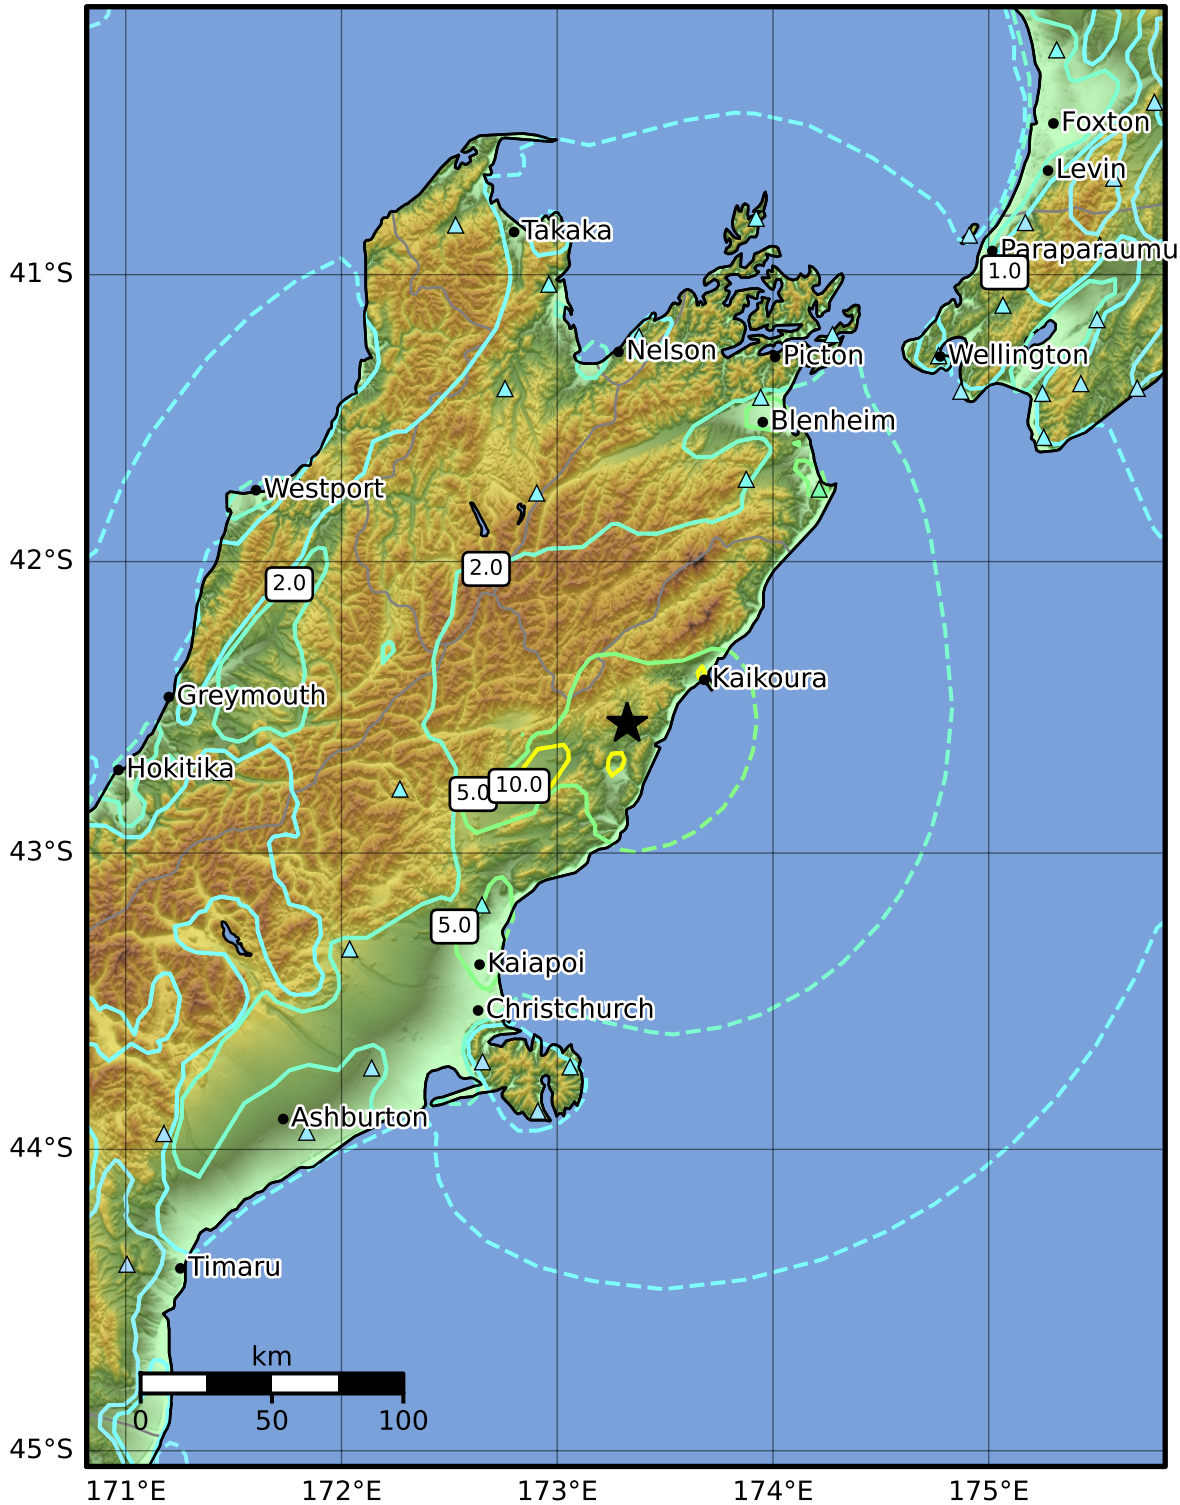 Foxton
Levin
Takaka
Paraparaumu
41°S
1.0
Nelson
Picton
Wellington
Blenheim
Westport
42°S
2.0
2.0
Kaikoura
Greymouth
Hokitika
5.0
10.0
43°S
5.0
Kaiapoi
Christchurch
Ashburton
44°S
Timaru
km
0 50 100
45°S
171°E 172°E 173°E 174°E 175°E